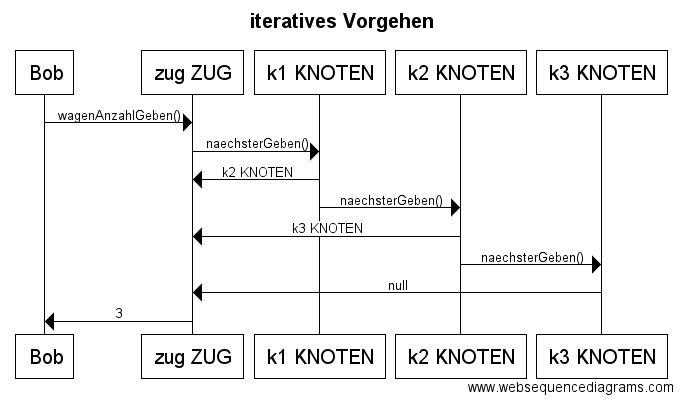 iteratives Vorgehen
Bob zug ZUG k1 KNOTEN k2 KNOTEN k3 KNOTEN
wagenAnzahlGeben()
naechsterGeben()
k2 KNOTEN
naechsterGeben()
k3 KNOTEN
naechsterGeben()
null
3
Bob zug ZUG k1 KNOTEN k2 KNOTEN k3 KNOTEN
www.websequencediagrams.com